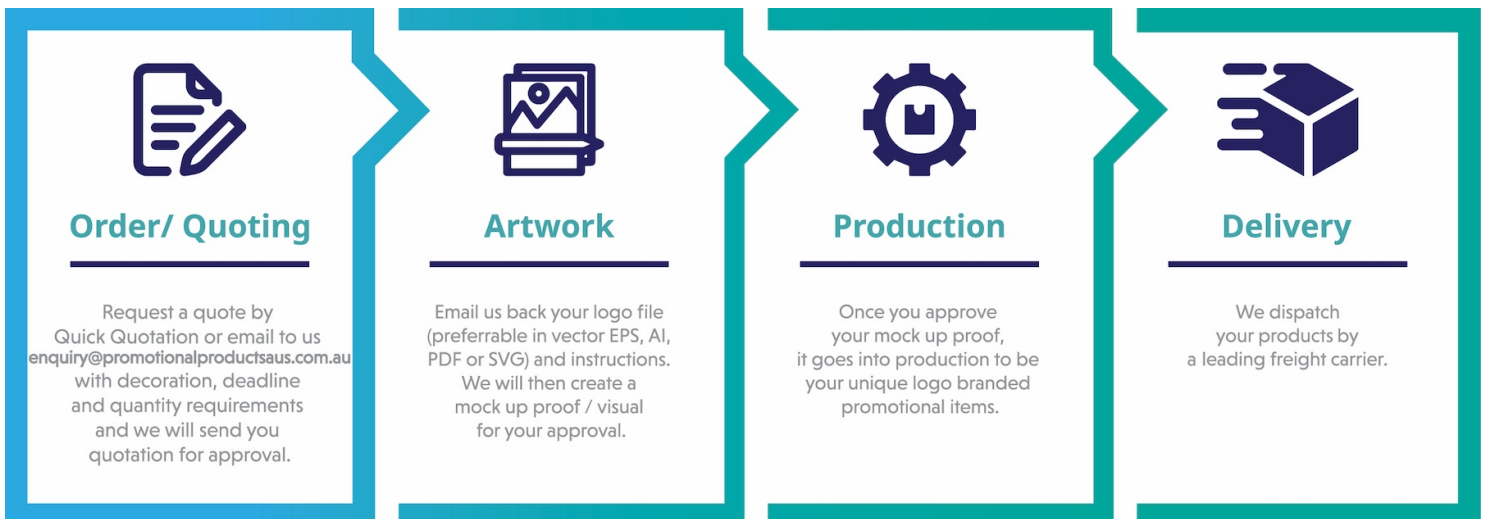 Order/ Quoting
Request a quote by
Quick Quotation or email to us
enquiry@promotionalproductsaus.com.au
with decoration, deadline
and quantity requirements
and we will send you
quotation for approval.
Artwork
Email us back your logo file
(preferrable in vector EPS, AI,
PDF or SVG) and instructions.
We will then create a
mock up proof / visual
for your approval.
Production
Once you approve
your mock up proof,
it goes into production to be
your unique logo branded
promotional items.
Delivery
We dispatch
your products by
a leading freight carrier.